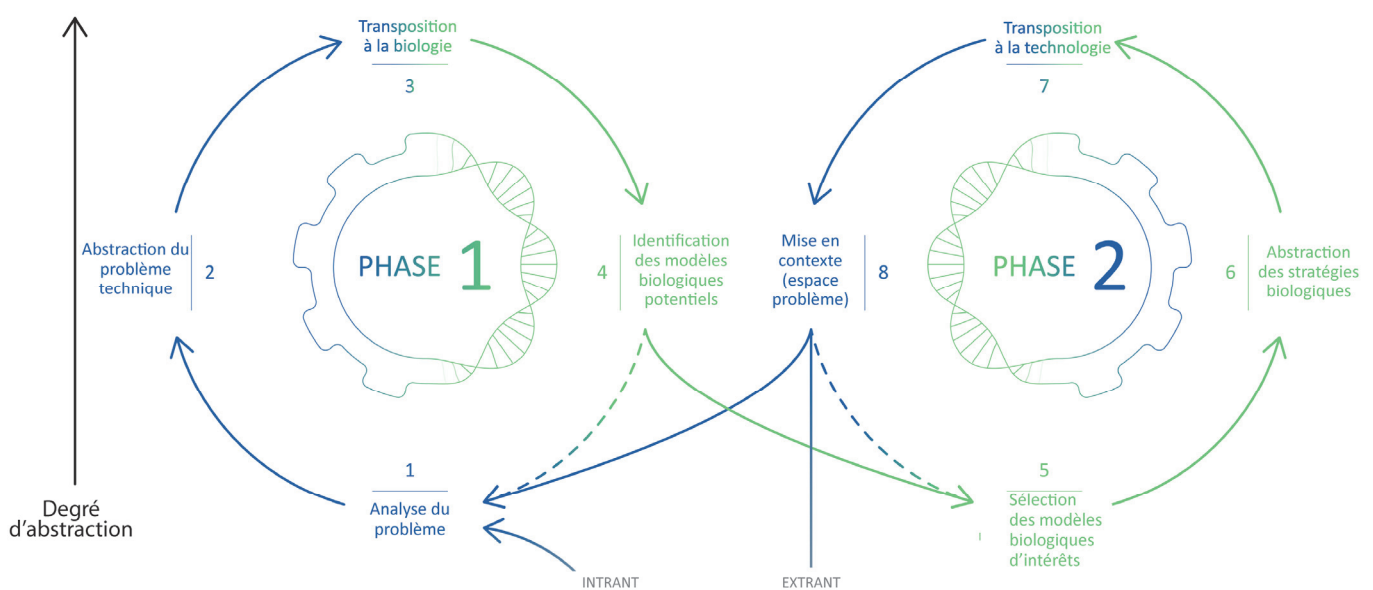 Transposition
à la biologie
3
Transposition
à la technologie
7
Abstraction du
problème
technique
2
PHASE 1
4
Identification
des modèles
biologiques
potentiels
Mise en
contexte
(espace
problème)
8
PHASE 2
6
Abstraction
des stratégies
biologiques
1
Analyse du
problème
5
Sélection
des modèles
biologiques
d'intérêts
Degré
d'abstraction
INTRANT
EXTRANT